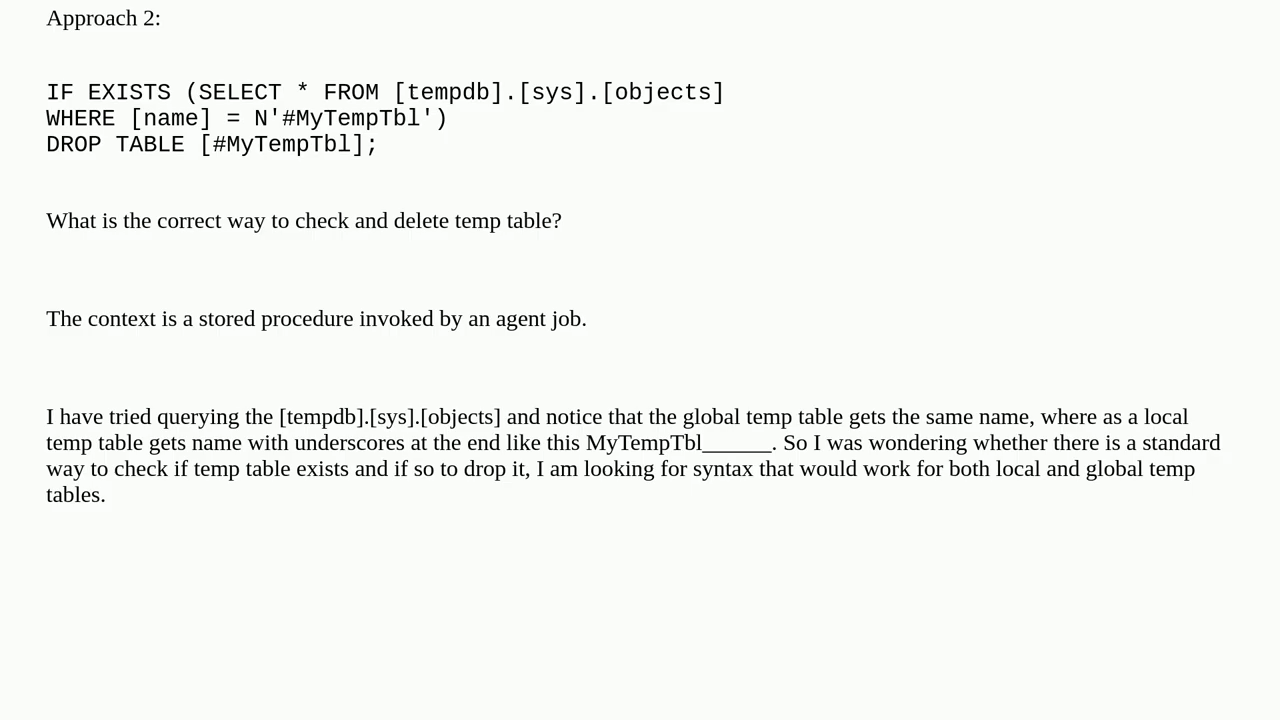 Approach 2:
IF EXISTS (SELECT * FROM [tempdb].[sys].[objects]
WHERE [name] = N'#MyTempTbl')
DROP TABLE [#MyTempTbl];
What is the correct way to check and delete temp table?
The context is a stored procedure invoked by an agent job.
I have tried querying the [tempdb].[sys].[objects] and notice that the global temp table gets the same name, where as a local
temp table gets name with underscores at the end like this MyTempTbl______. So I was wondering whether there is a standard
way to check if temp table exists and if so to drop it, I am looking for syntax that would work for both local and global temp
tables.